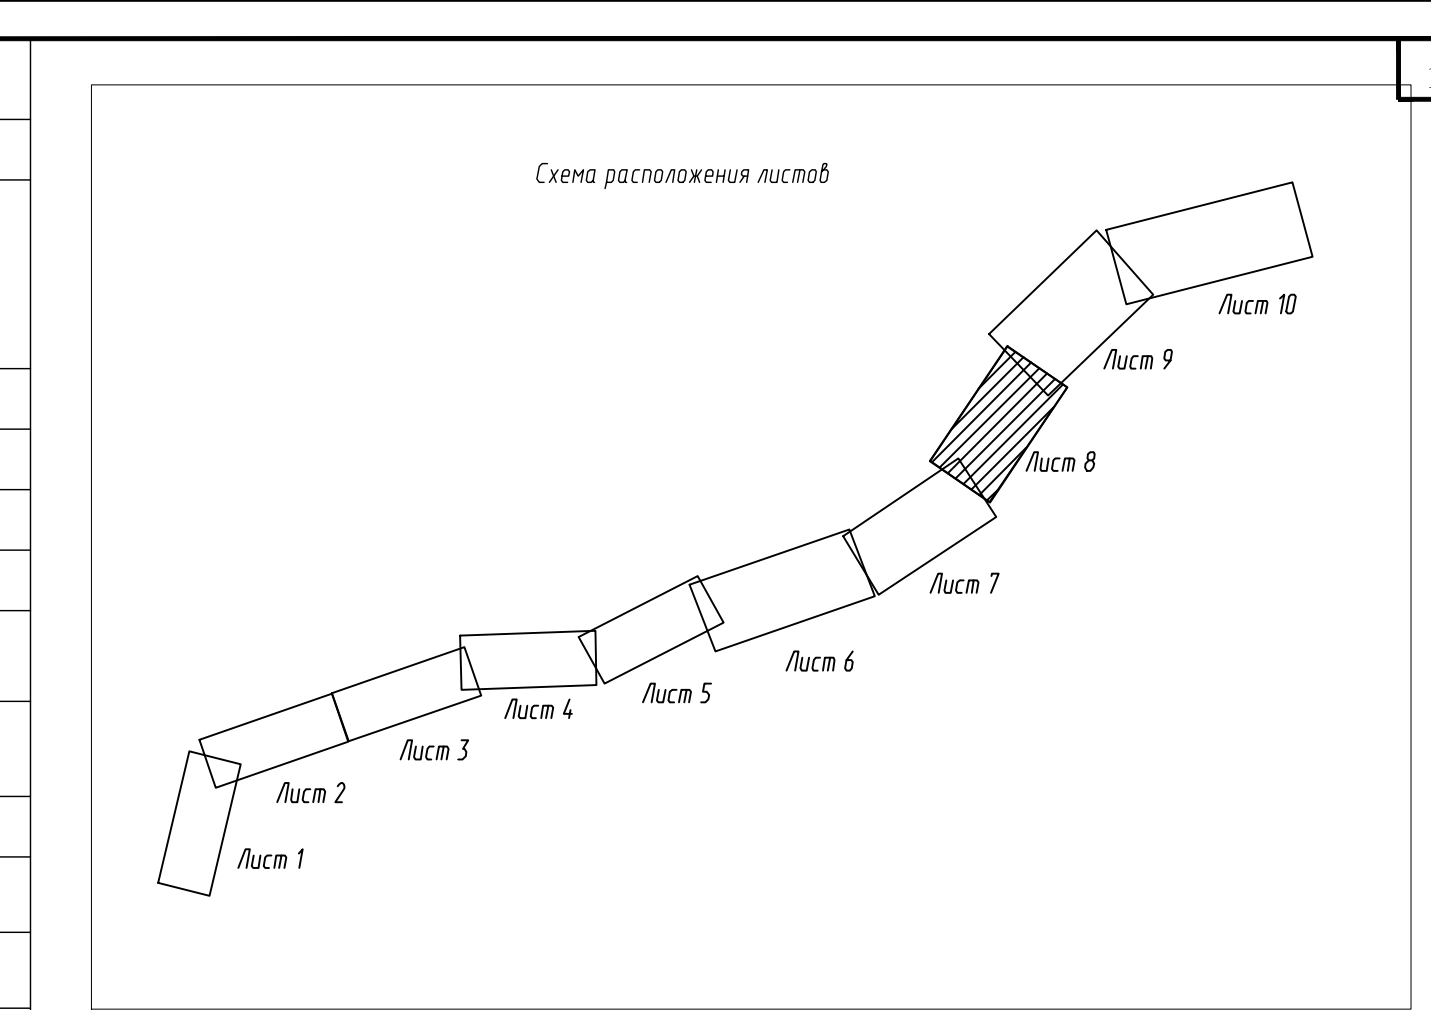 Схема расположения листов
Лист 10
Лист 9
Лист 8
Лист 7
Лист 6
Лист 5
Лист 4
Лист 3
Лист 2
Лист 1